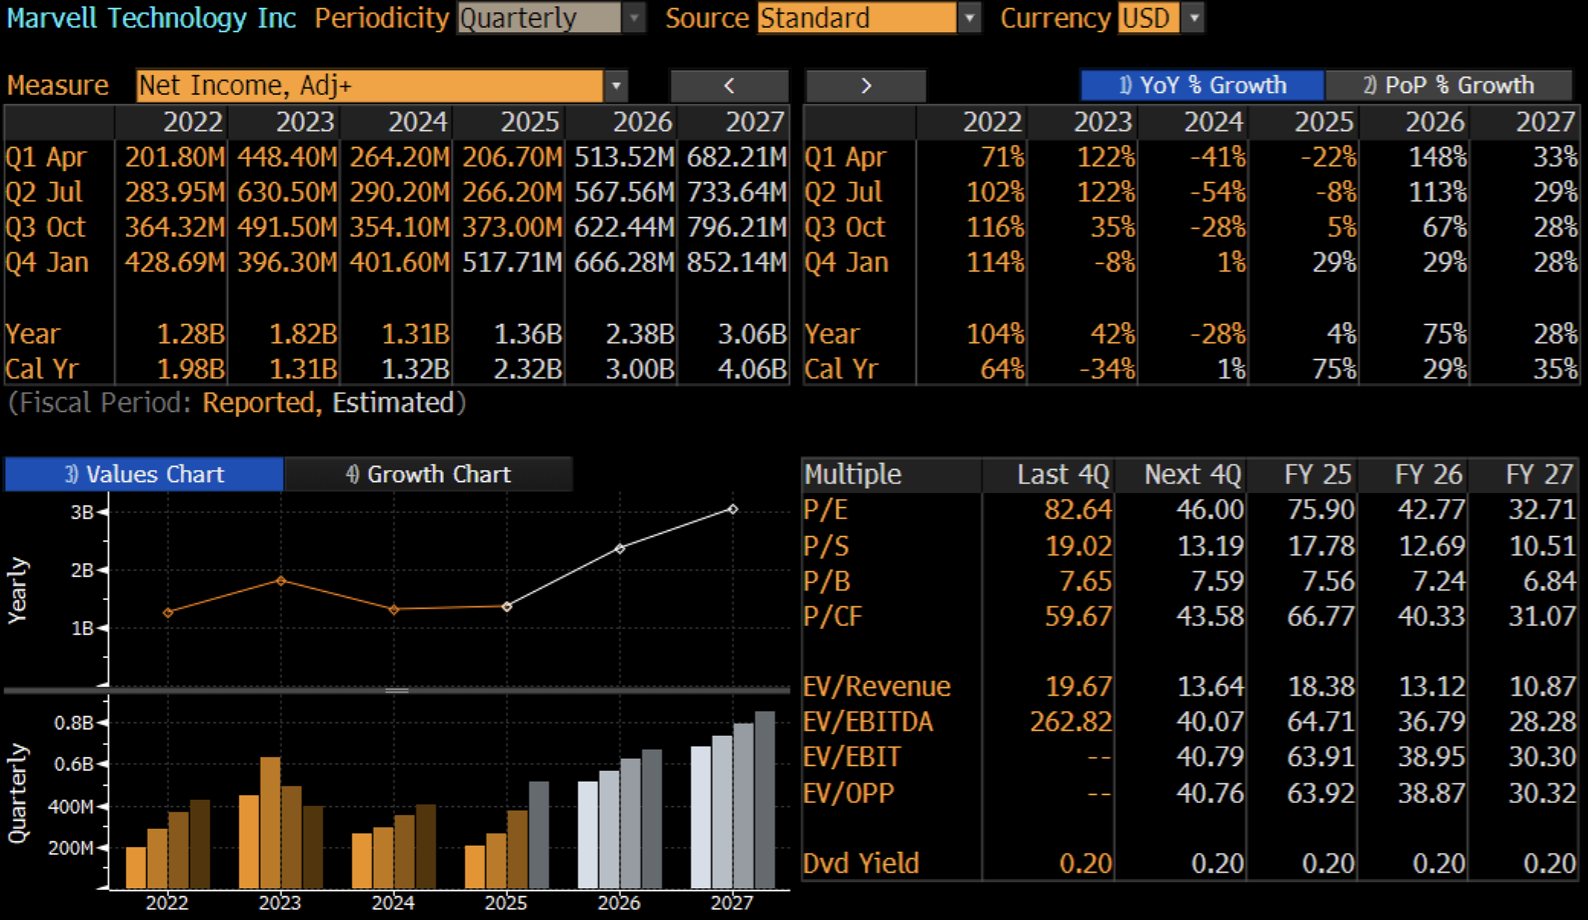 Marvell Technology Inc Periodicity Quarterly Source Standard Currency USD
Measure Net Income, Adj+ < > 1) YoY % Growth 2) PoP % Growth
2022 2023 2024 2025 2026 2027
Q1 Apr 201.80M 448.40M 264.20M 206.70M 513.52M 682.21M
Q2 Jul 283.95M 630.50M 290.20M 266.20M 567.56M 733.64M
Q3 Oct 364.32M 491.50M 354.10M 373.00M 622.44M 796.21M
Q4 Jan 428.69M 396.30M 401.60M 517.71M 666.28M 852.14M
Year 1.28B 1.82B 1.31B 1.36B 2.38B 3.06B
Cal Yr 1.98B 1.31B 1.32B 2.32B 3.00B 4.06B
(Fiscal Period: Reported, Estimated)
2022 2023 2024 2025 2026 2027
Q1 Apr 71% 122% -41% -22% 148% 33%
Q2 Jul 102% 122% -54% -8% 113% 29%
Q3 Oct 116% 35% -28% 5% 67% 28%
Q4 Jan 114% -8% 1% 29% 29% 28%
Year 104% 42% -28% 4% 75% 28%
Cal Yr 64% -34% 1% 75% 29% 35%
3) Values Chart 4) Growth Chart
Yearly
3B
2B
1B
Quarterly
0.8B
0.6B
400M
200M
2022 2023 2024 2025 2026 2027
Multiple Last 4Q Next 4Q FY 25 FY 26 FY 27
P/E 82.64 46.00 75.90 42.77 32.71
P/S 19.02 13.19 17.78 12.69 10.51
P/B 7.65 7.59 7.56 7.24 6.84
P/CF 59.67 43.58 66.77 40.33 31.07
EV/Revenue 19.67 13.64 18.38 13.12 10.87
EV/EBITDA 262.82 40.07 64.71 36.79 28.28
EV/EBIT -- 40.79 63.91 38.95 30.30
EV/OPP -- 40.76 63.92 38.87 30.32
Dvd Yield 0.20 0.20 0.20 0.20 0.20